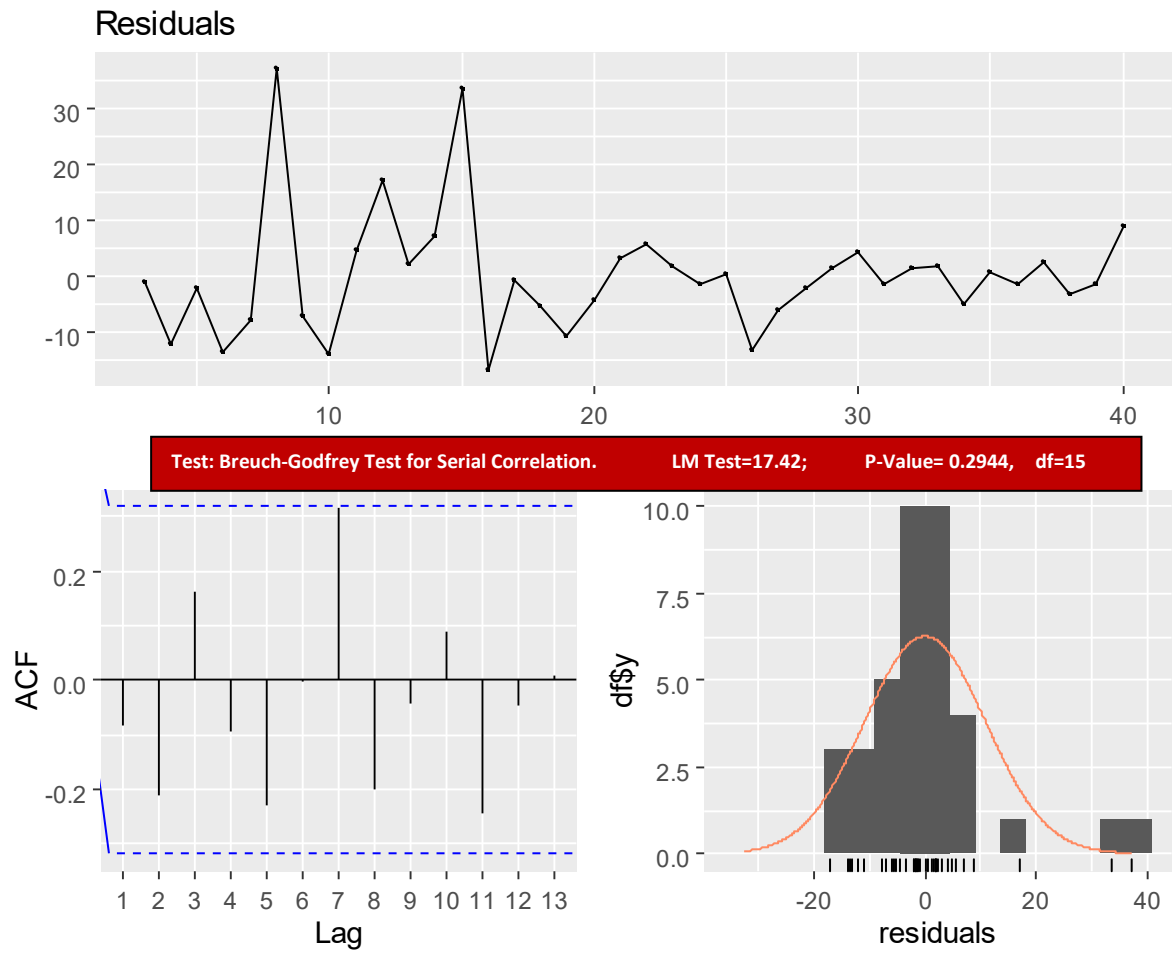 Residuals
30
20
10
0
-10
10 20 30 40
Test: Breuch-Godfrey Test for Serial Correlation. LM Test=17.42; P-Value= 0.2944, df=15
ACF
0.2
0.0
-0.2
1 2 3 4 5 6 7 8 9 10 11 12 13
Lag
df$y
10.0
7.5
5.0
2.5
0.0
-20 0 20 40
residuals